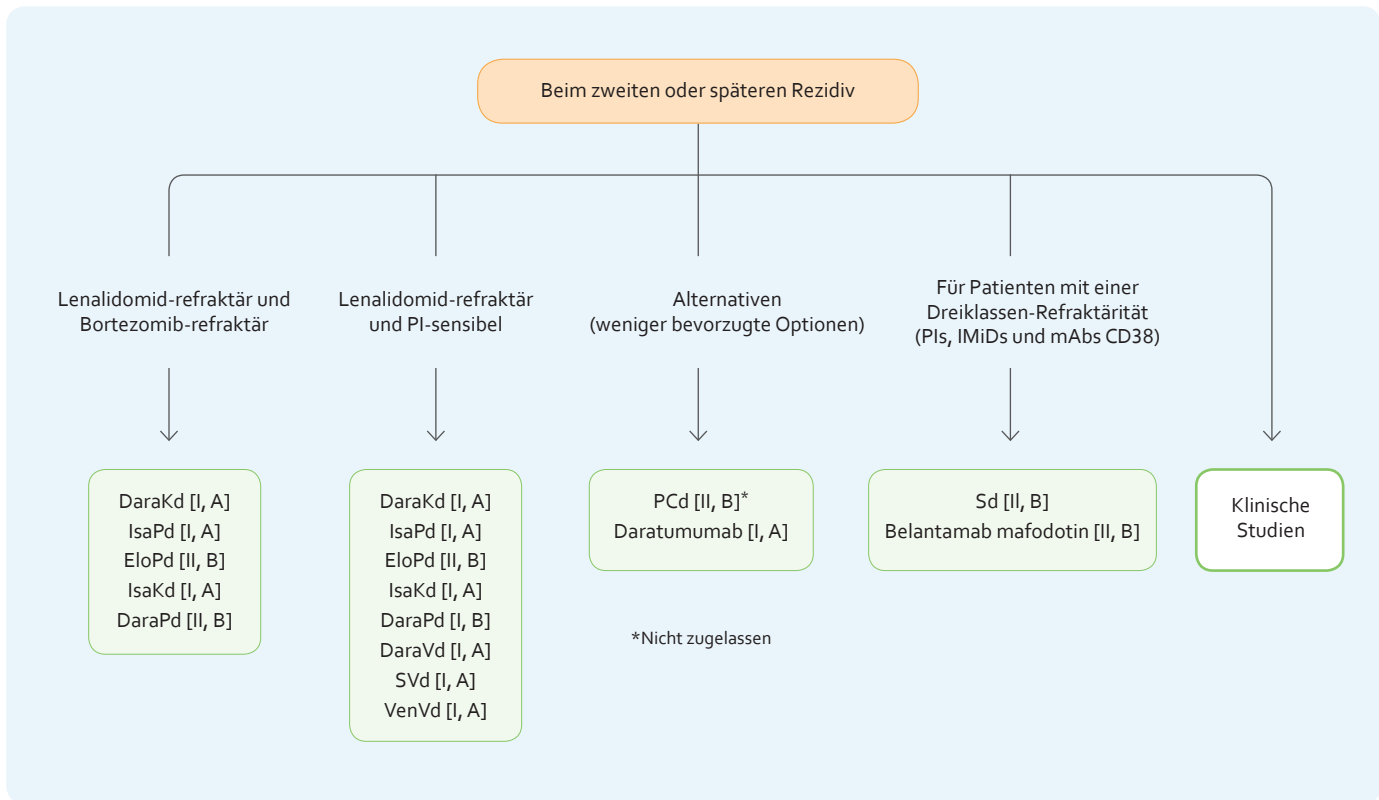 Beim zweiten oder späteren Rezidiv
Lenalidomid-refraktär und
Bortezomib-refraktär
Lenalidomid-refraktär
und PI-sensibel
Alternativen
(weniger bevorzugte Optionen)
Für Patienten mit einer
Dreiklassen-Refraktärität
(PIs, IMiDs und mAbs CD38)
DaraKd [I, A]
IsaPd [I, A]
EloPd [II, B]
IsaKd [I, A]
DaraPd [II, B]
DaraKd [I, A]
IsaPd [I, A]
EloPd [II, B]
IsaKd [I, A]
DaraPd [I, B]
DaraVd [I, A]
SVd [I, A]
VenVd [I, A]
PCd [II, B]*
Daratumumab [I, A]
*Nicht zugelassen
Sd [II, B]
Belantamab mafodotin [II, B]
Klinische
Studien